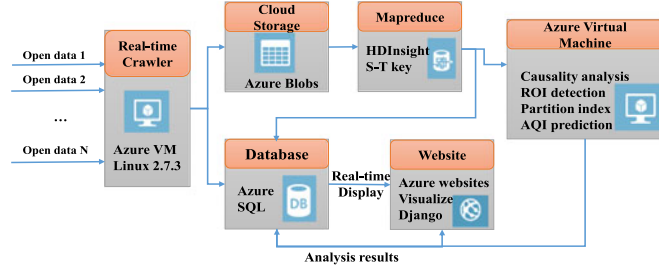 Open data 1
Open data 2
...
Open data N
Real-time
Crawler
Azure VM
Linux 2.7.3
Cloud
Storage
Azure Blobs
Mapreduce
HDInsight
S-T key
Azure Virtual
Machine
Causality analysis
ROI detection
Partition index
AQI prediction
Database
Azure
SQL
DB
Real-time
Display
Website
Azure websites
Visualize
Django
Analysis results